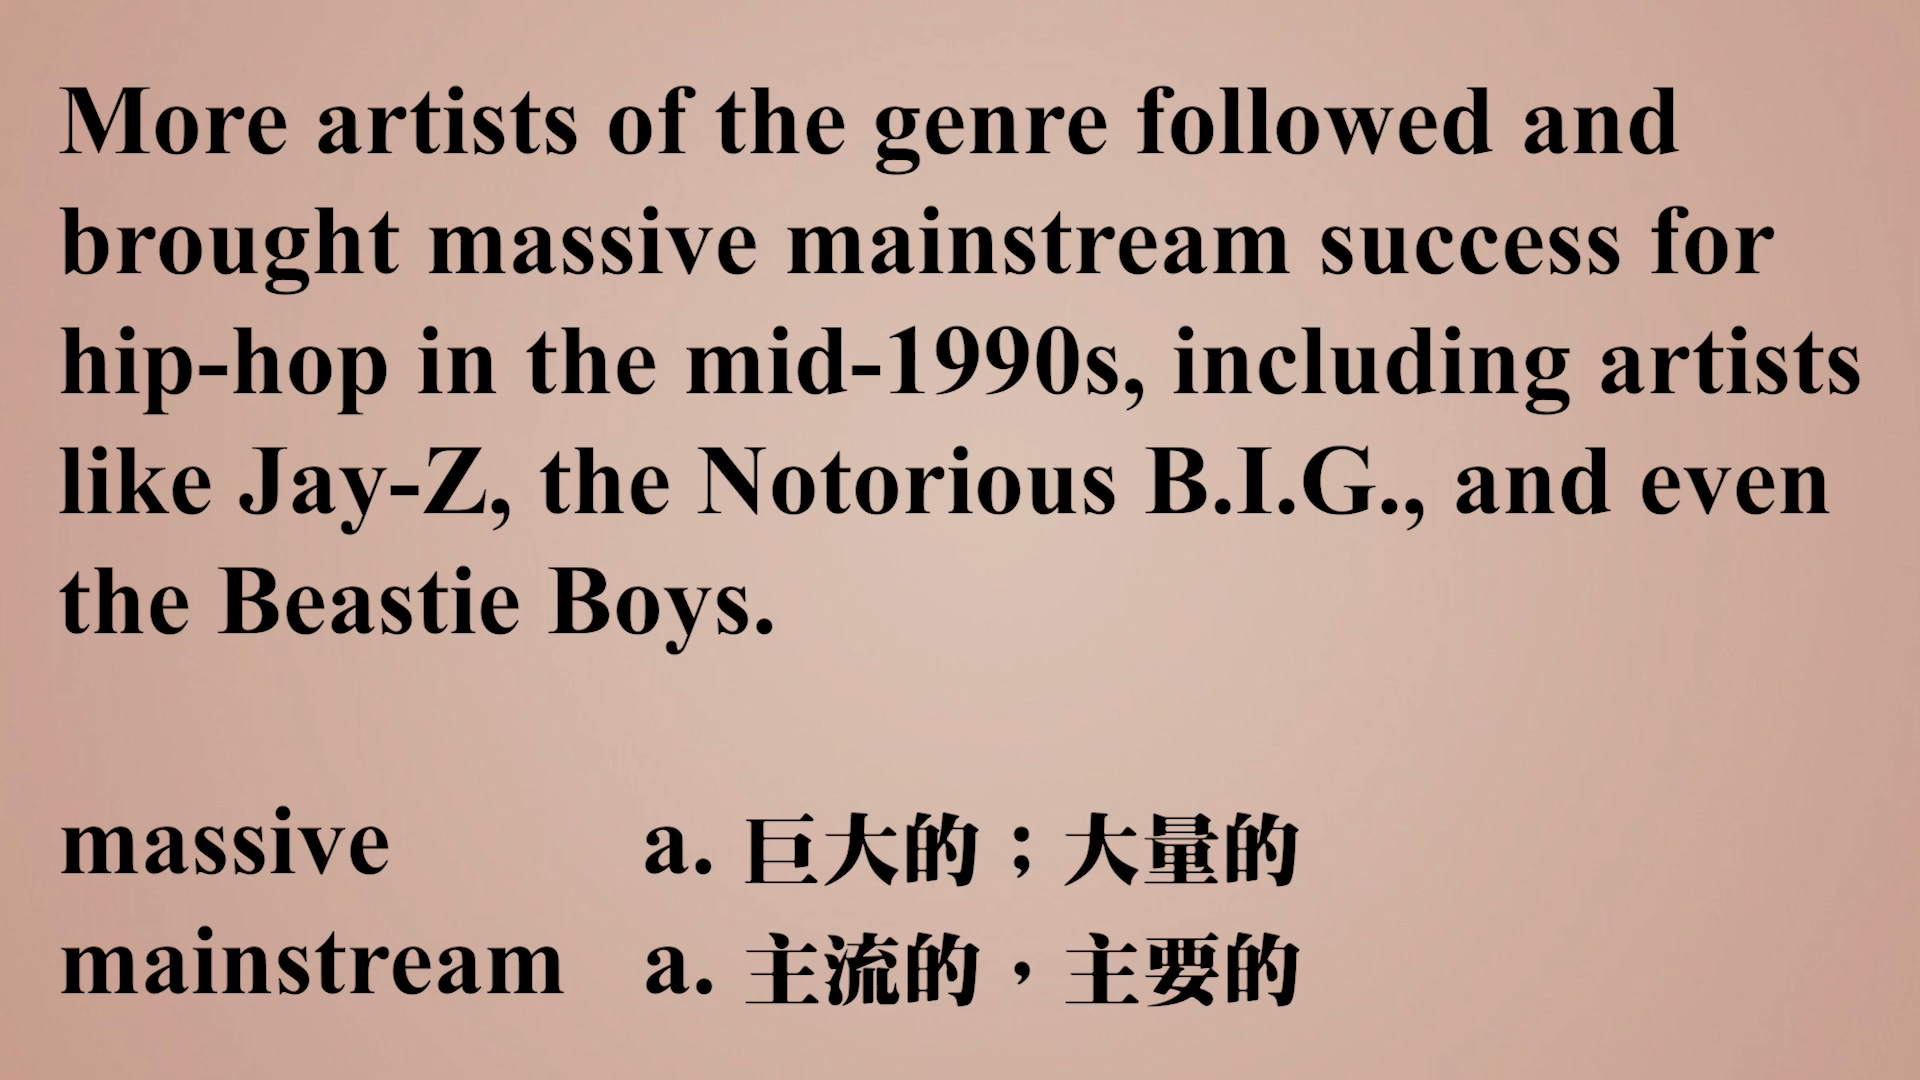 More artists of the genre followed and
brought massive mainstream success for
hip-hop in the mid-1990s, including artists
like Jay-Z, the Notorious B.I.G., and even
the Beastie Boys.
massive a. 巨大的；大量的
mainstream a. 主流的，主要的